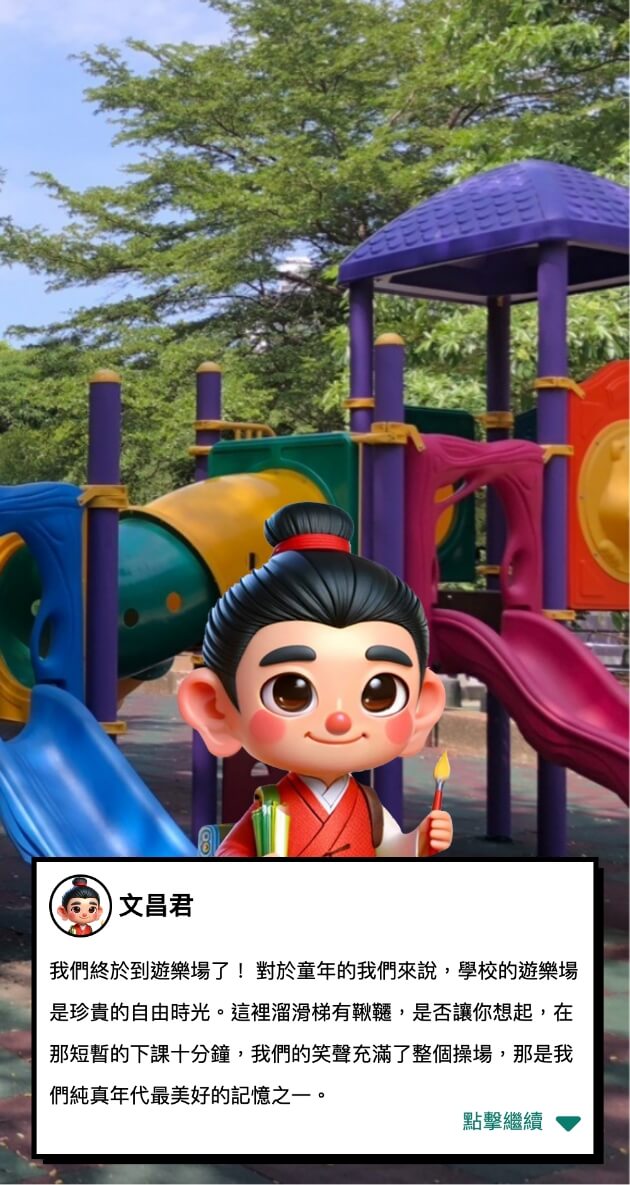 文昌君
我們終於到遊樂場了！ 對於童年的我們來說，學校的遊樂場
是珍貴的自由時光。這裡溜滑梯有鞦韆，是否讓你想起，在
那短暫的下課十分鐘，我們的笑聲充滿了整個操場，那是我
們純真年代最美好的記憶之一。
點擊繼續